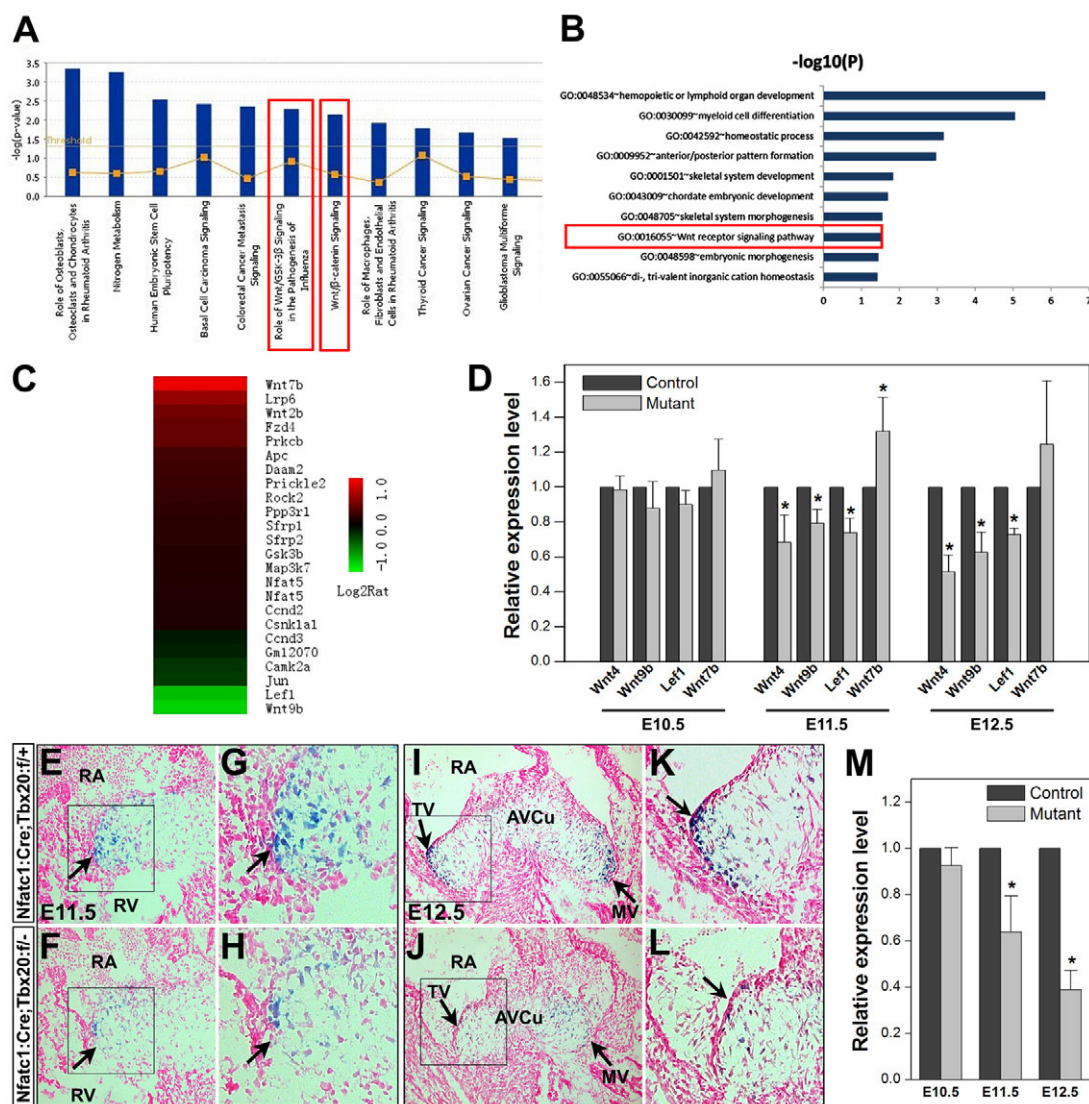 A
3.5
3.0
2.5
2.0
1.5
1.0
0.5
0.0
-log(p-value)
Threshold
Role of Osteoblasts,
Osteoclasts and Chondrocytes
in Rheumatoid Arthritis
Nitrogen Metabolism
Human Embryonic Stem Cell
Pluripotency
Basal Carcinoma Signaling
Colorectal Cancer Metastasis
Signaling
Role of Wnt/GSK-3β Signaling
in the Pathogenesis of
Influenza
Wnt/β-catenin Signaling
Role of Macrophages,
Fibroblasts and Endothelial
Cells in Rheumatoid Arthritis
Thyroid Cancer Signaling
Ovarian Cancer Signaling
Glioblastoma Multiforme
Signaling
B
-log10(P)
GO:0048534~hemopoietic or lymphoid organ development
GO:0030099~myeloid cell differentiation
GO:0042592~homeostatic process
GO:0009952~anterior/posterior pattern formation
GO:0001501~skeletal system development
GO:0043009~chordate embryonic development
GO:0048705~skeletal system morphogenesis
GO:0016055~Wnt receptor signaling pathway
GO:0048598~embryonic morphogenesis
GO:0055066~di-, tri-valent inorganic cation homeostasis
0 1 2 3 4 5 6 7
C
Wnt7b
Lrp6
Wnt2b
Fzd4
Prkcb
Apc
Daam2
Prickle2
Rock2
Ppp3r1
Sfrp1
Sfrp2
Gsk3b
Map3k7
Nfat5
Nfat5
Ccnd2
Csnk1a1
Ccnd3
Gm12070
Camk2a
Jun
Lef1
Wnt9b
-1.0 0 1.0
Log2Rat
D
Relative expression level
1.6
1.4
1.2
1.0
0.8
0.6
0.4
0.2
0.0
Control
Mutant
* * * *
* * *
Wnt4 Wnt9b Lef1 Wnt7b
Wnt4 Wnt9b Lef1 Wnt7b
Wnt4 Wnt9b Lef1 Wnt7b
E10.5 E11.5 E12.5
Nfatc1:Cre;Tbx20:f/+
E
RA
RV
E11.5
G
I
RA
TV
AVCu
MV
E12.5
K
Nfatc1:Cre;Tbx20:f/-
F
RA
RV
H
J
RA
TV
AVCu
MV
L
M
Relative expression level
1.2
1.0
0.8
0.6
0.4
0.2
0.0
Control
Mutant
* *
E10.5 E11.5 E12.5